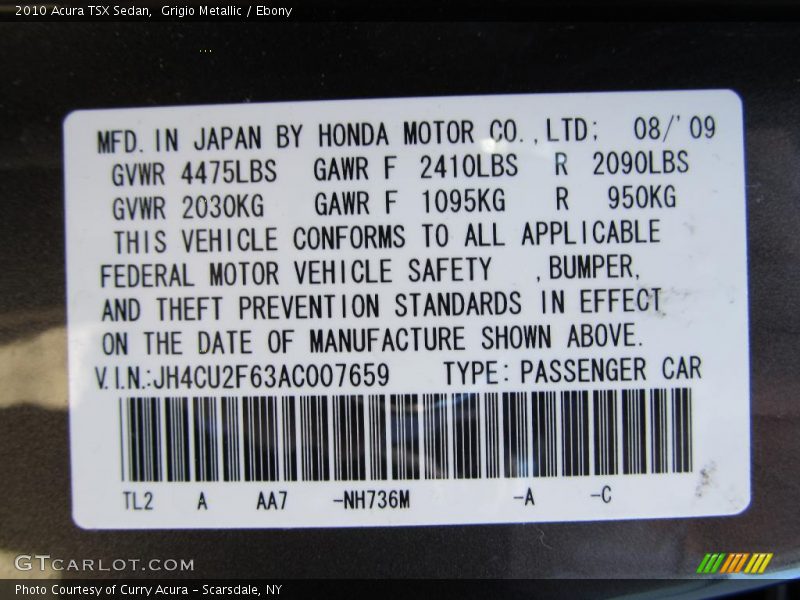 2010 Acura TSX Sedan,  Grigio Metallic / Ebony
MFD. IN JAPAN BY HONDA MOTOR CO., LTD; 08/'09
GVWR 4475LBS GAWR F 2410LBS R 2090LBS
GVWR 2030KG GAWR F 1095KG R 950KG
THIS VEHICLE CONFORMS TO ALL APPLICABLE
FEDERAL MOTOR VEHICLE SAFETY , BUMPER,
AND THEFT PREVENTION STANDARDS IN EFFECT
ON THE DATE OF MANUFACTURE SHOWN ABOVE.
V.I.N.:JH4CU2F63AC007659 TYPE: PASSENGER CAR
TL2 A AA7 -NH736M -A -C
GTCARLOT.COM
Photo Courtesy of Curry Acura - Scarsdale, NY